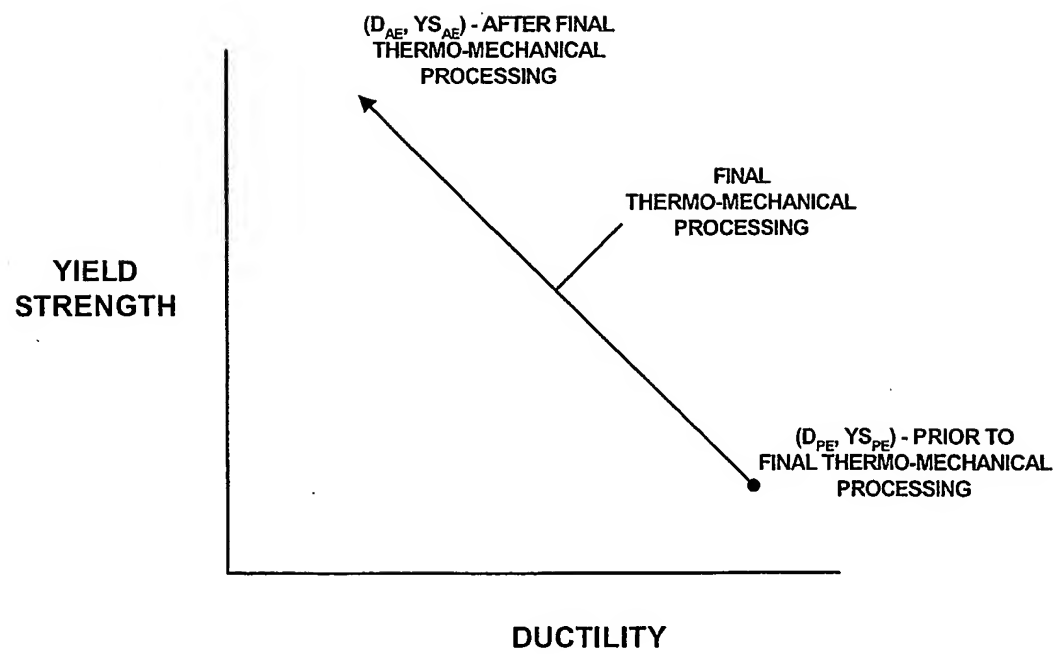 (D_AE, YS_AE) - AFTER FINAL
THERMO-MECHANICAL
PROCESSING
FINAL
THERMO-MECHANICAL
PROCESSING
YIELD
STRENGTH
(D_PE, YS_PE) - PRIOR TO
FINAL THERMO-MECHANICAL
PROCESSING
DUCTILITY